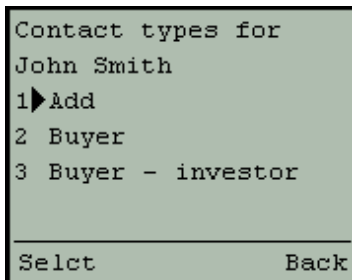 Contact types for
John Smith
1▶Add
2 Buyer
3 Buyer - investor
Selct Back